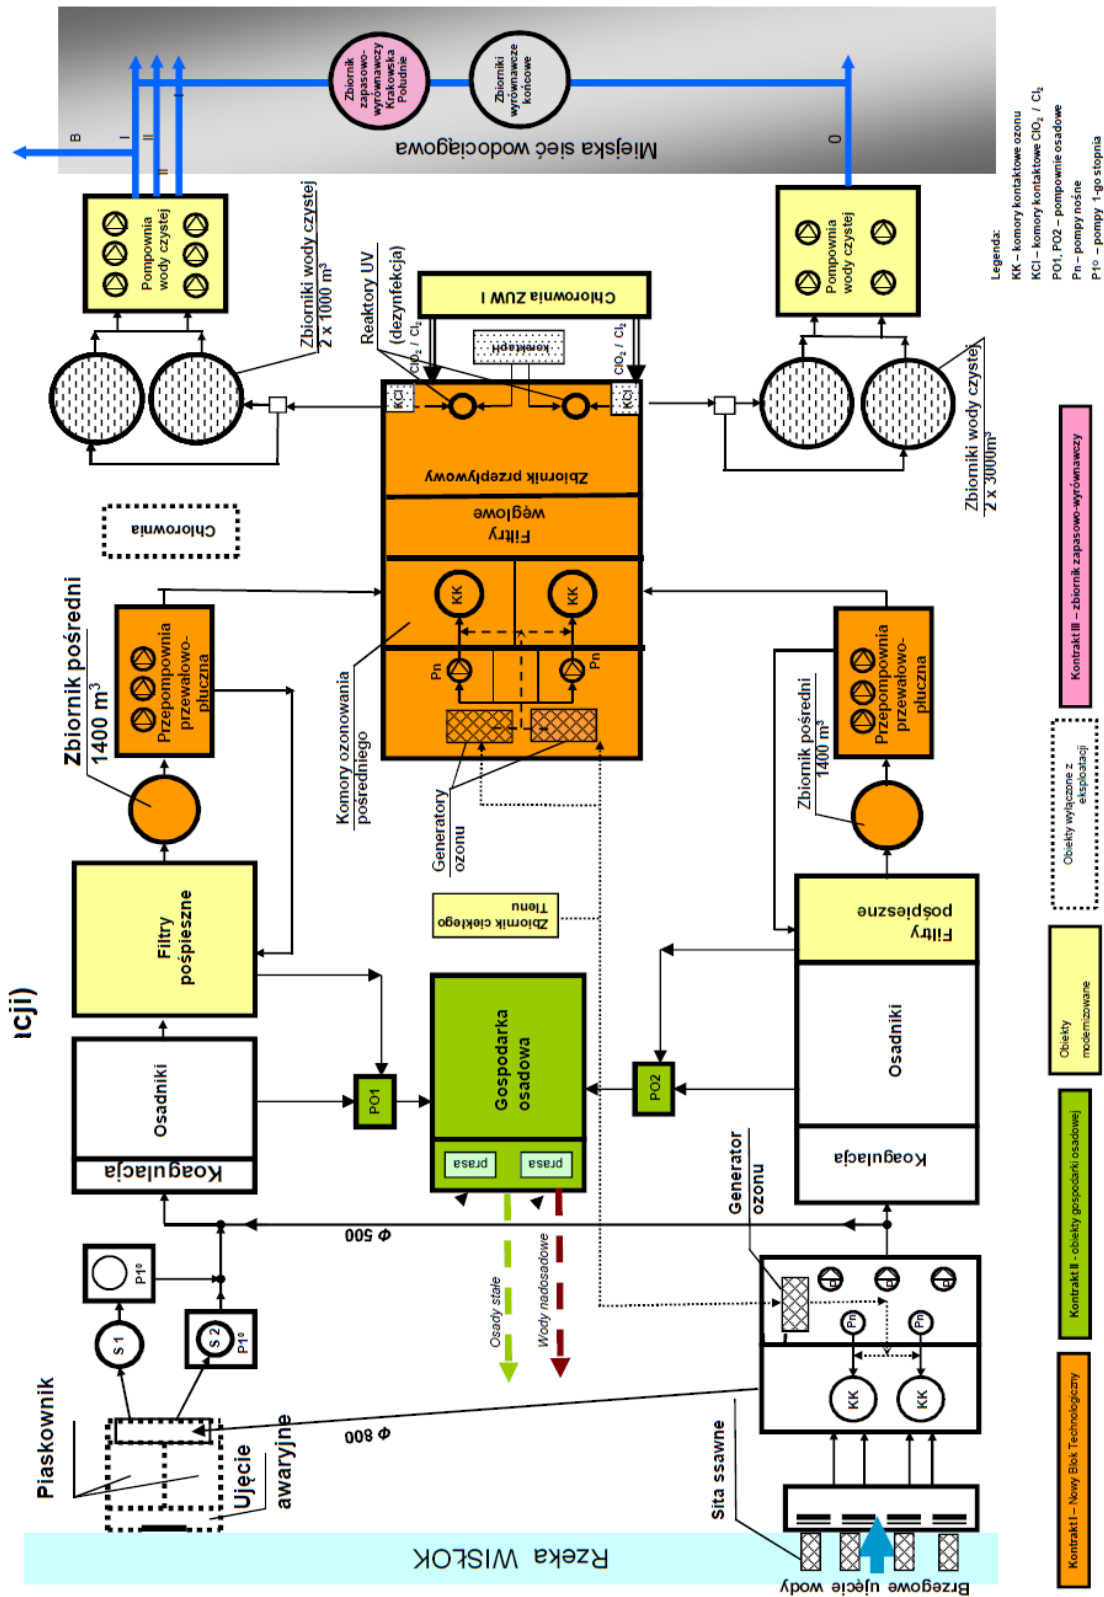 Zbiornik
zapasowo-
wyrównawczy
Krakowska
Południe
Zbiorniki
wyrównawcze
końcowe
Miejska sieć wodociągowa
B
I
II
II
I
0
Pompownia
wody czystej
Zbiorniki wody czystej
2 x 1000 m³
Reaktory UV
(dezynfekcja)
Chlorownia ZUW I
korekta pH
ClO₂ / Cl₂
ClO₂ / Cl₂
KCl
KCl
Pompownia
wody czystej
Zbiorniki wody czystej
2 x 3000m³
Legenda:
KK – komory kontaktowe ozonu
KCl – komory kontaktowe ClO₂ / Cl₂
PO1, PO2 – pompownie osadowe
Pn – pompy nośne
P1⁰ – pompy 1-go stopnia
Chlorownia
Zbiornik przepływowy
Filtry
węglowe
KK
KK
Pn
Pn
Zbiornik pośredni
1400 m³
Przepompownia
przewałowo-
płuczna
Komory ozonowania
pośredniego
Generatory
ozonu
Zbiornik pośredni
1400 m³
Przepompownia
przewałowo-
płuczna
Zbiornik ciekłego
Tlenu
Filtry
pośpieszne
Filtry
pośpieszne
acji)
Osadniki
Koagulacja
PO1
Gospodarka
osadowa
prasa
prasa
PO2
Osadniki
Koagulacja
Φ 500
Osady stałe
Wody nadosadowe
Generator
ozonu
P1⁰
S 1
S 2
P1⁰
Pn
Pn
KK
KK
Φ 800
Piaskownik
Ujęcie
awaryjne
Sita ssawne
Rzeka WISŁOK
Brzegowe ujęcie wody
Kontrakt I – Nowy Blok Technologiczny
Kontrakt II - obiekty gospodarki osadowej
Obiekty
modernizowane
Obiekty wyłączone z
eksploatacji
Kontrakt III – zbiornik zapasowo-wyrównawczy